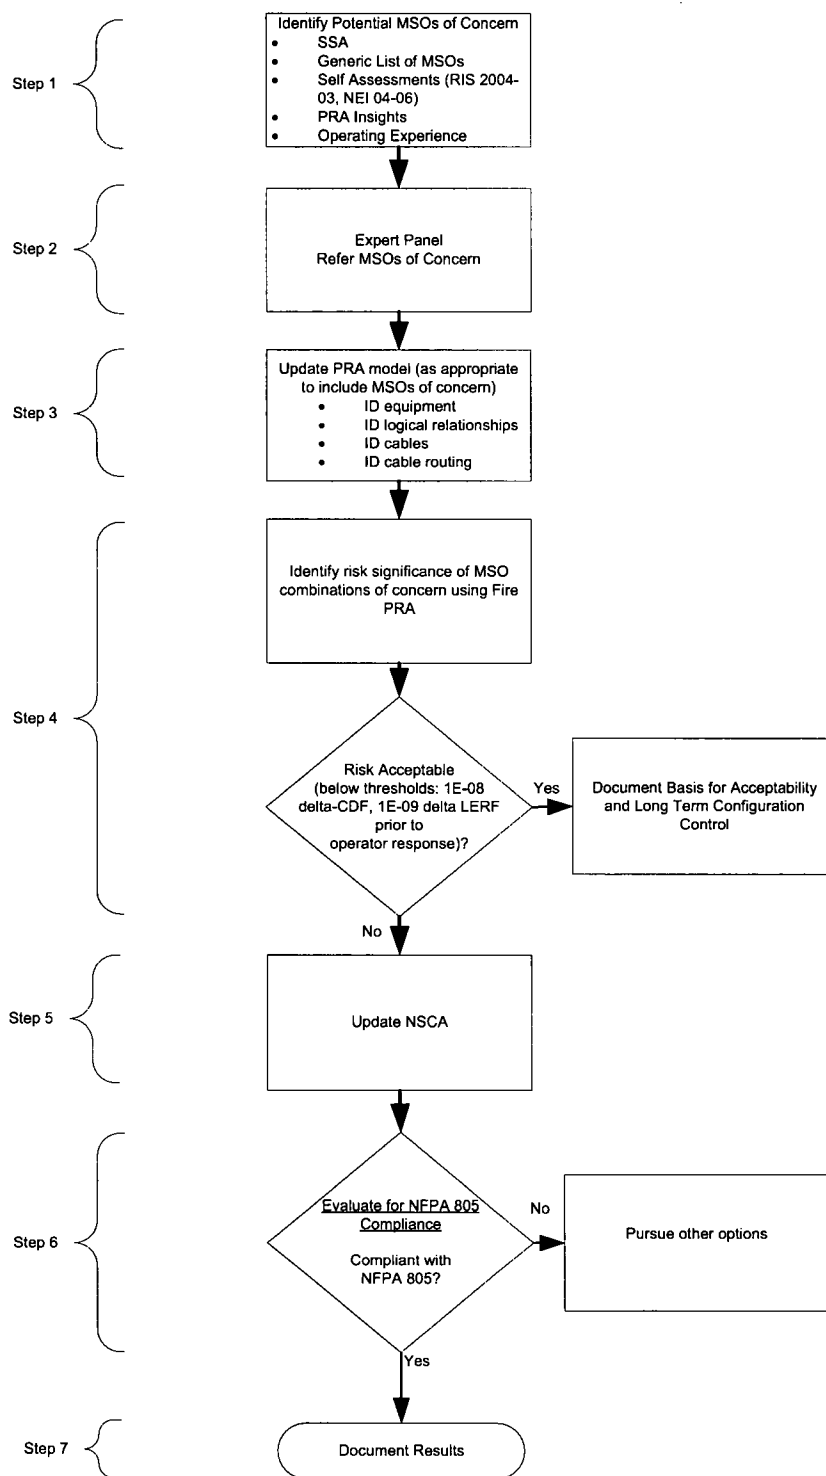 Identify Potential MSOs of Concern
• SSA
• Generic List of MSOs
• Self Assessments (RIS 2004-
03, NEI 04-06)
• PRA Insights
• Operating Experience
Step 1
Expert Panel
Refer MSOs of Concern
Step 2
Update PRA model (as appropriate
to include MSOs of concern)
• ID equipment
• ID logical relationships
• ID cables
• ID cable routing
Step 3
Identify risk significance of MSO
combinations of concern using Fire
PRA
Step 4
Risk Acceptable
(below thresholds: 1E-08
delta-CDF, 1E-09 delta LERF
prior to
operator response)?
Yes
Document Basis for Acceptability
and Long Term Configuration
Control
No
Step 5
Update NSCA
Step 6
Evaluate for NFPA 805
Compliance
Compliant with
NFPA 805?
No
Pursue other options
Yes
Step 7
Document Results